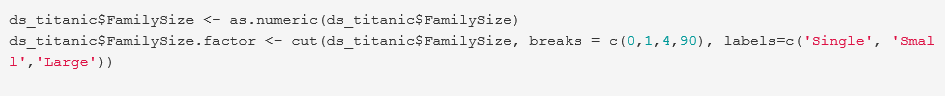 ds_titanic$FamilySize <- as.numeric(ds_titanic$FamilySize)
ds_titanic$FamilySize.factor <- cut(ds_titanic$FamilySize, breaks = c(0,1,4,90), labels=c('Single', 'Smal
l','Large'))